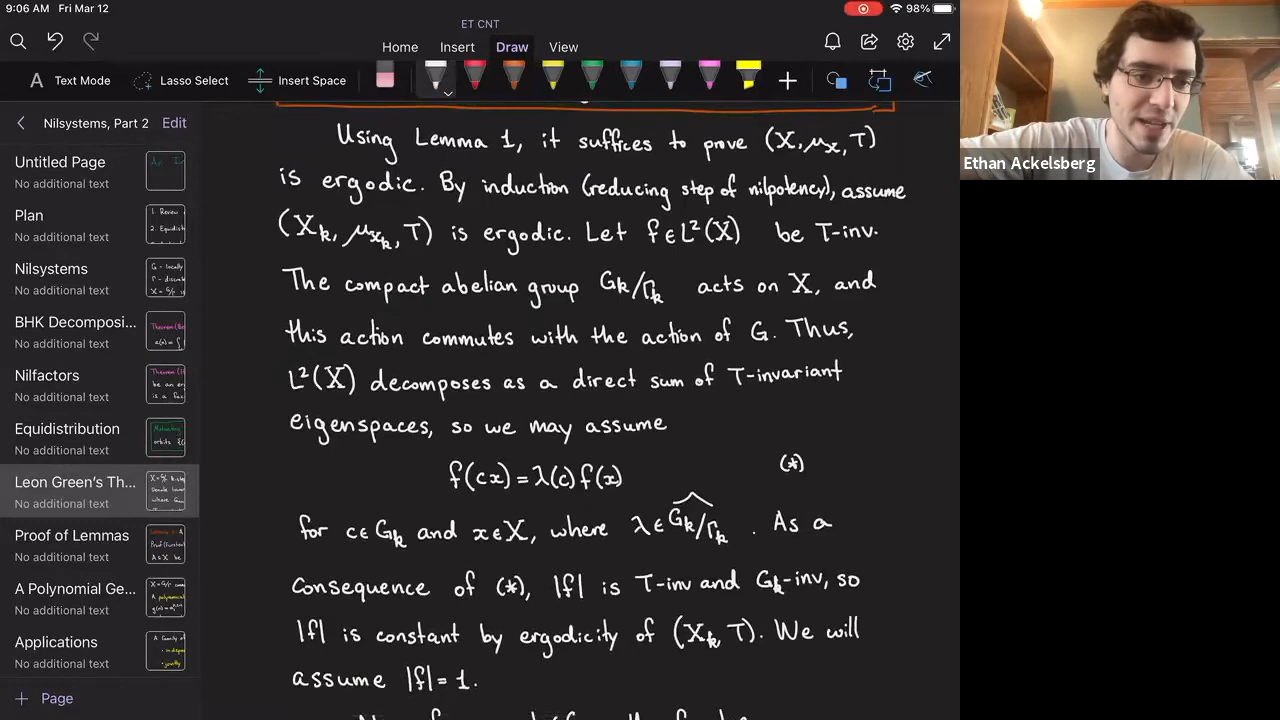 9:06 AM Fri Mar 12
98%
ET CNT
Home Insert Draw View
Text Mode Lasso Select Insert Space
Nilsystems, Part 2 Edit
Untitled Page
No additional text
Plan
No additional text
Nilsystems
No additional text
BHK Decomposi...
No additional text
Nilfactors
No additional text
Equidistribution
No additional text
Leon Green's Th...
No additional text
Proof of Lemmas
No additional text
A Polynomial Ge...
No additional text
Applications
No additional text
Page
Using Lemma 1, it suffices to prove (X, μ_X, T)
is ergodic. By induction (reducing step of nilpotency), assume
(X_k, μ_{X_k}, T) is ergodic. Let f ∈ L²(X) be T-inv.
The compact abelian group G_k/Γ_k acts on X, and
this action commutes with the action of G. Thus,
L²(X) decomposes as a direct sum of T-invariant
eigenspaces, so we may assume
f(cx) = λ(c) f(x) (*)
for c ∈ G_k and x ∈ X, where λ ∈ \widehat{G_k/Γ_k}. As a
consequence of (*), |f| is T-inv and G_k-inv, so
|f| is constant by ergodicity of (X_k, T). We will
assume |f| = 1.
Ethan Ackelsberg